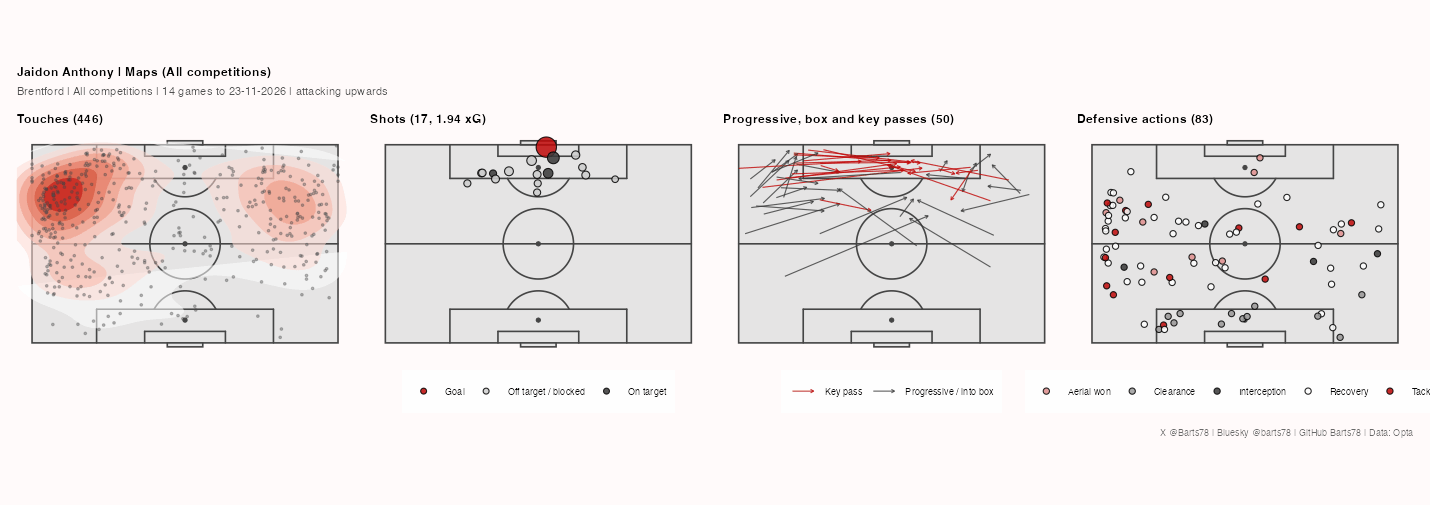 Jaidon Anthony | Maps (All competitions)
Brentford | All competitions | 14 games to 23-11-2026 | attacking upwards
Touches (446)
Shots (17, 1.94 xG)
Progressive, box and key passes (50)
Defensive actions (83)
Goal
Off target / blocked
On target
Key pass
Progressive / into box
Aerial won
Clearance
Interception
Recovery
Tack
X @Barts78 | Bluesky @barts78 | GitHub Barts78 | Data: Opta